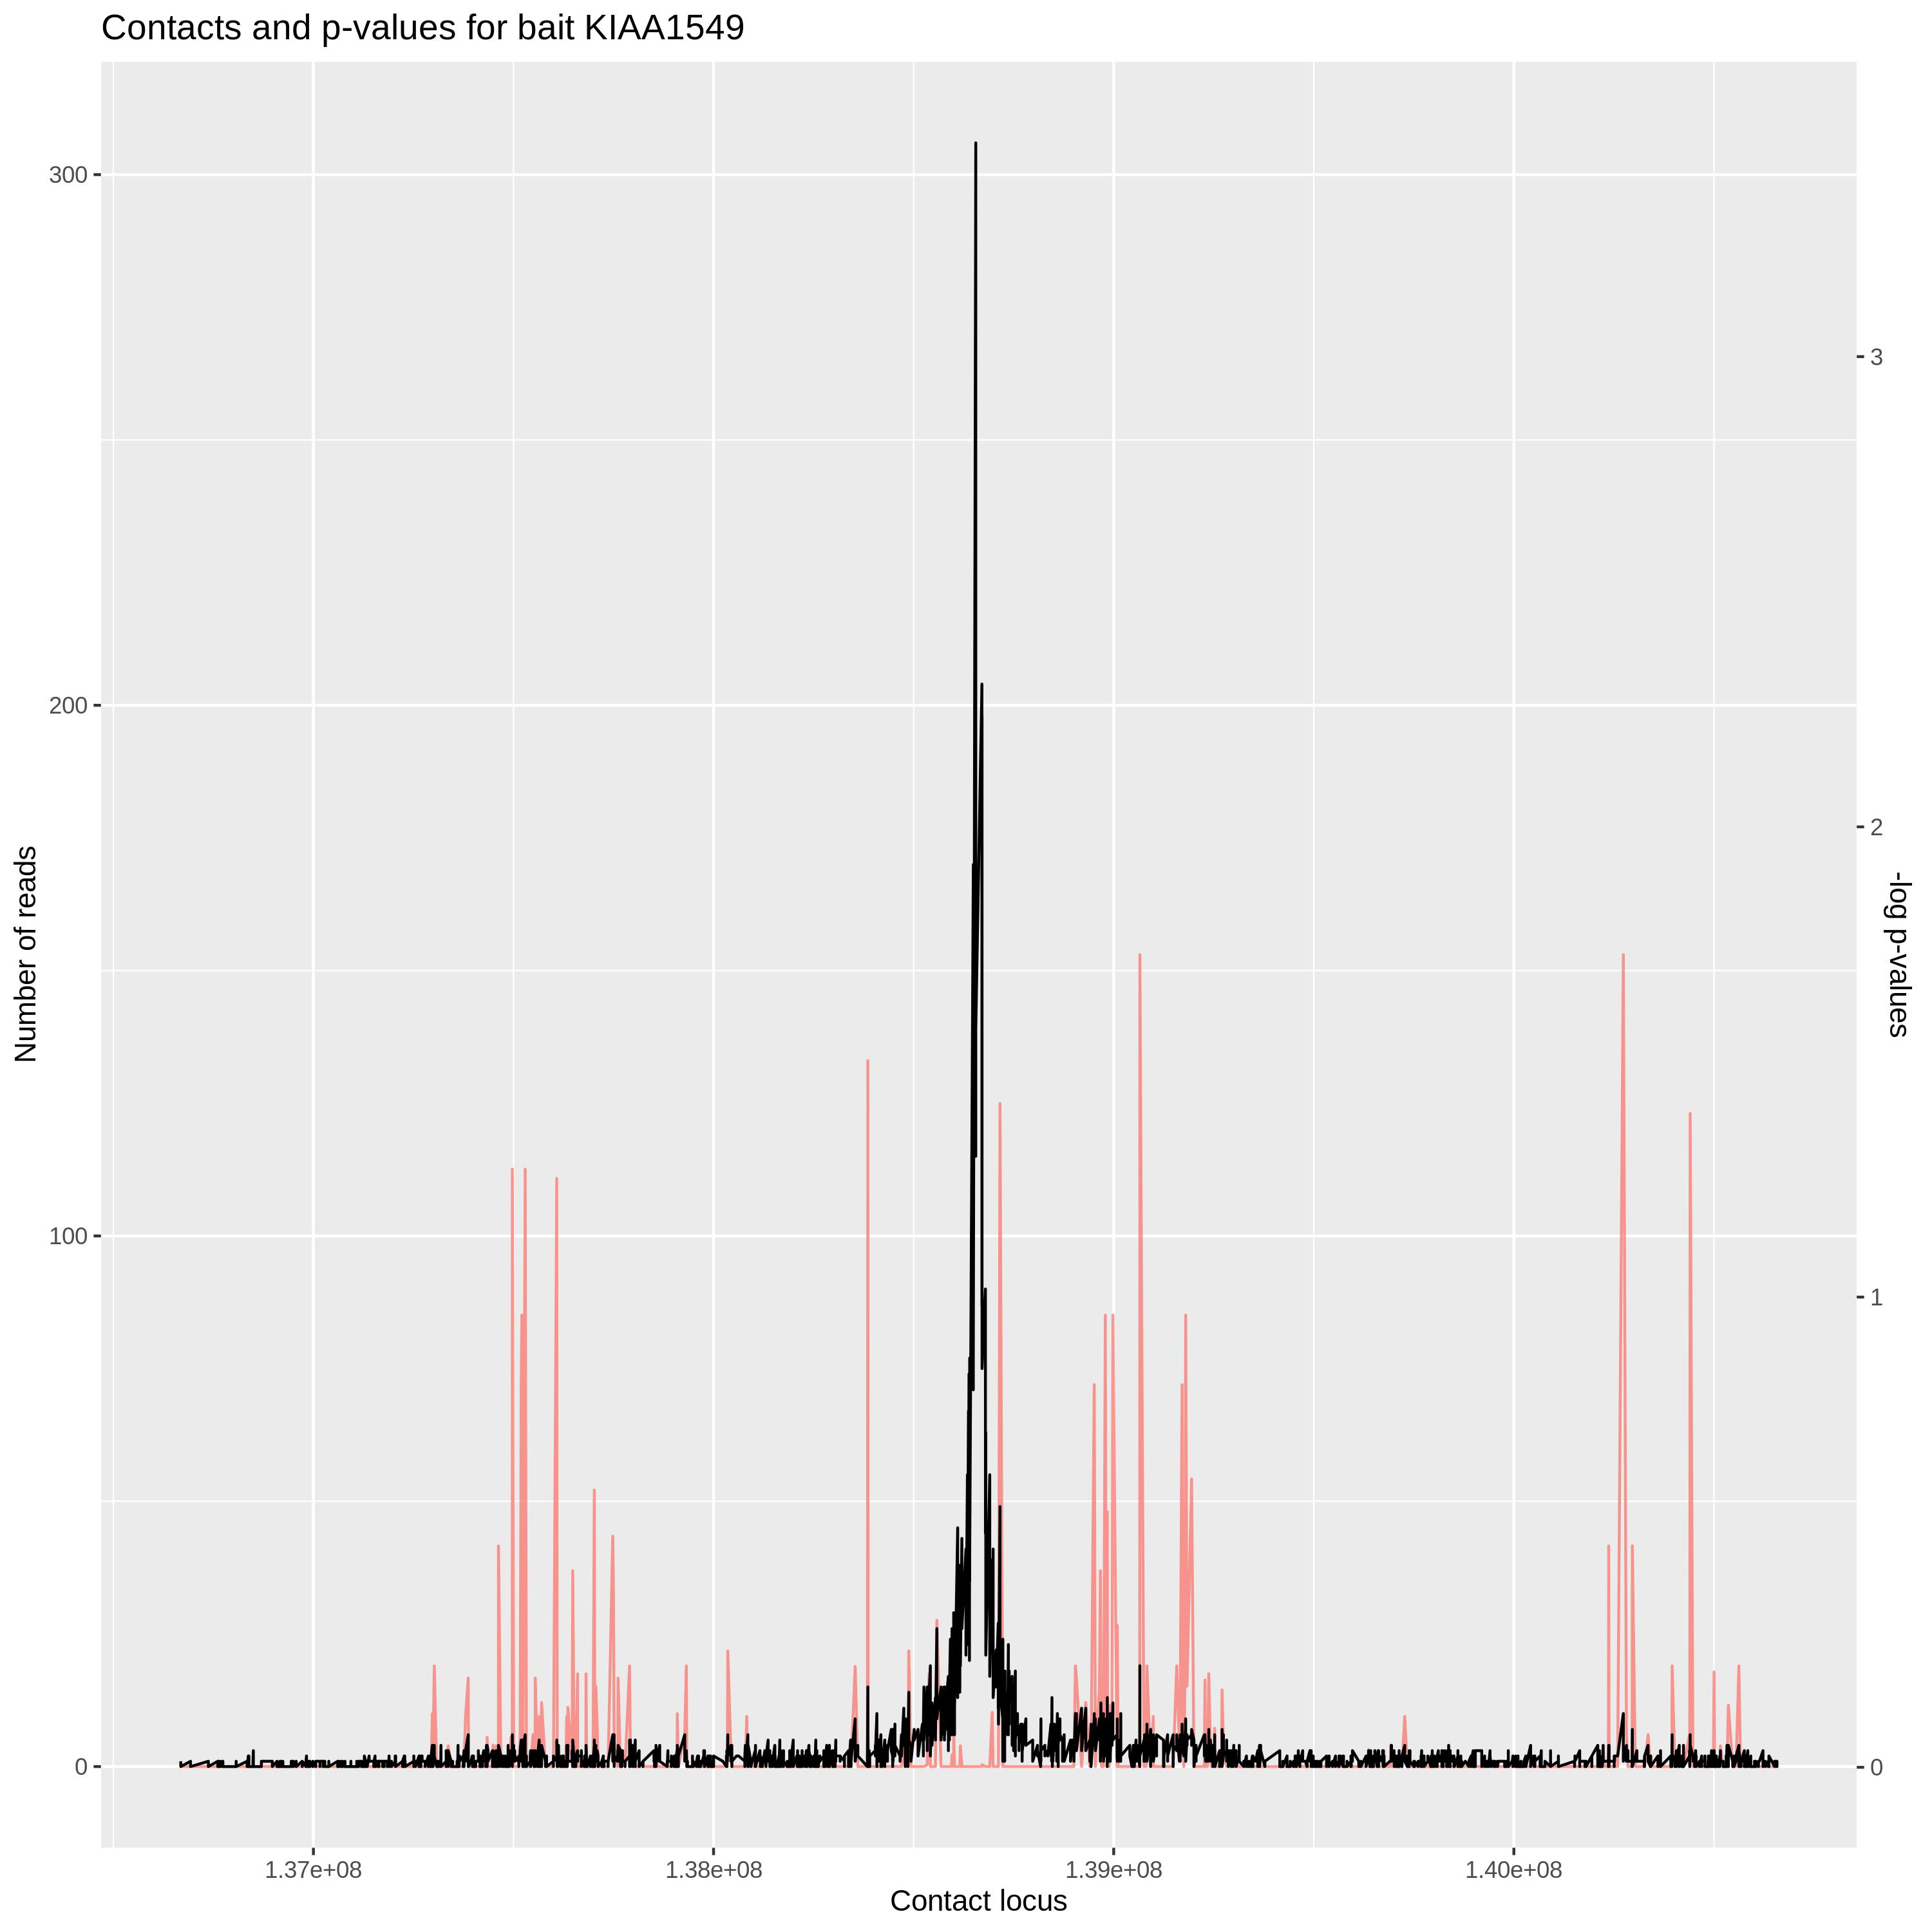 Contacts and p-values for bait KIAA1549
300
200
100
0
Number of reads
3
2
1
0
-log p-values
1.37e+08 1.38e+08 1.39e+08 1.40e+08
Contact locus